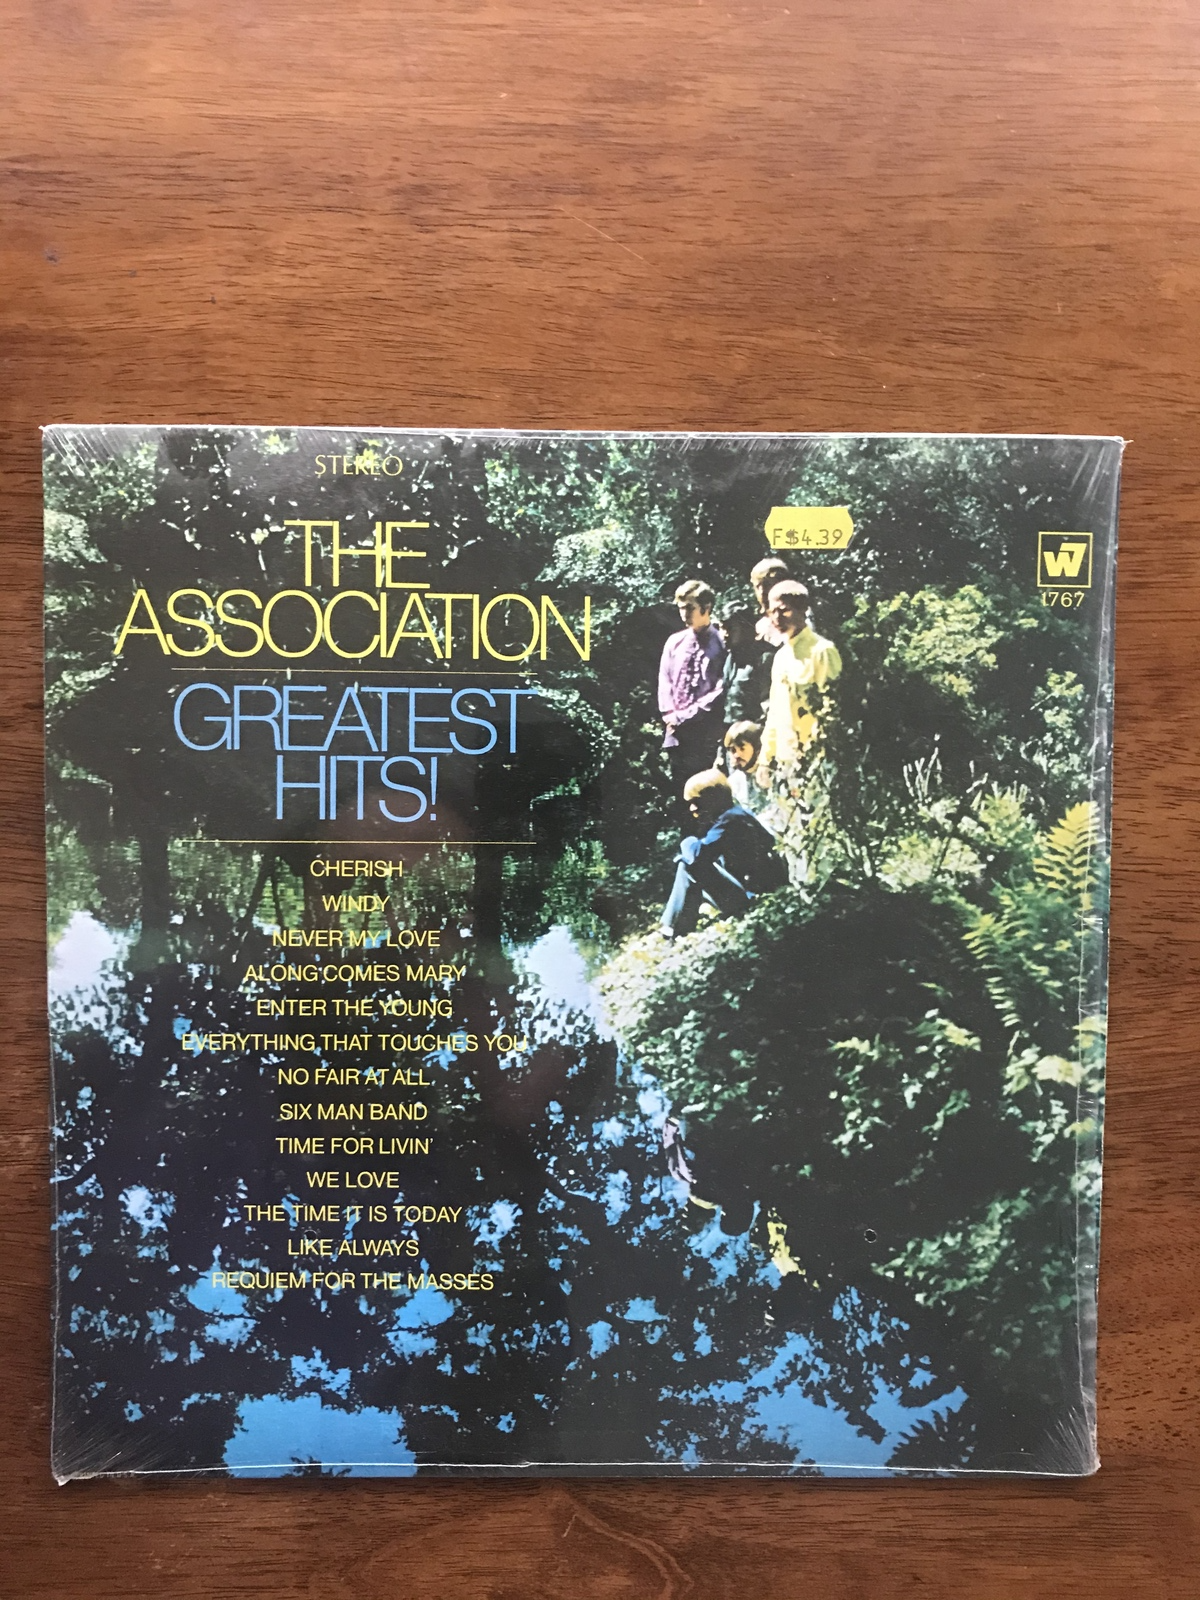 STEREO
THE
ASSOCIATION
GREATEST
HITS!
CHERISH
WINDY
NEVER MY LOVE
ALONG COMES MARY
ENTER THE YOUNG
EVERYTHING THAT TOUCHES YOU
NO FAIR AT ALL
SIX MAN BAND
TIME FOR LIVIN'
WE LOVE
THE TIME IT IS TODAY
LIKE ALWAYS
REQUIEM FOR THE MASSES
F$4.39
W7
1767